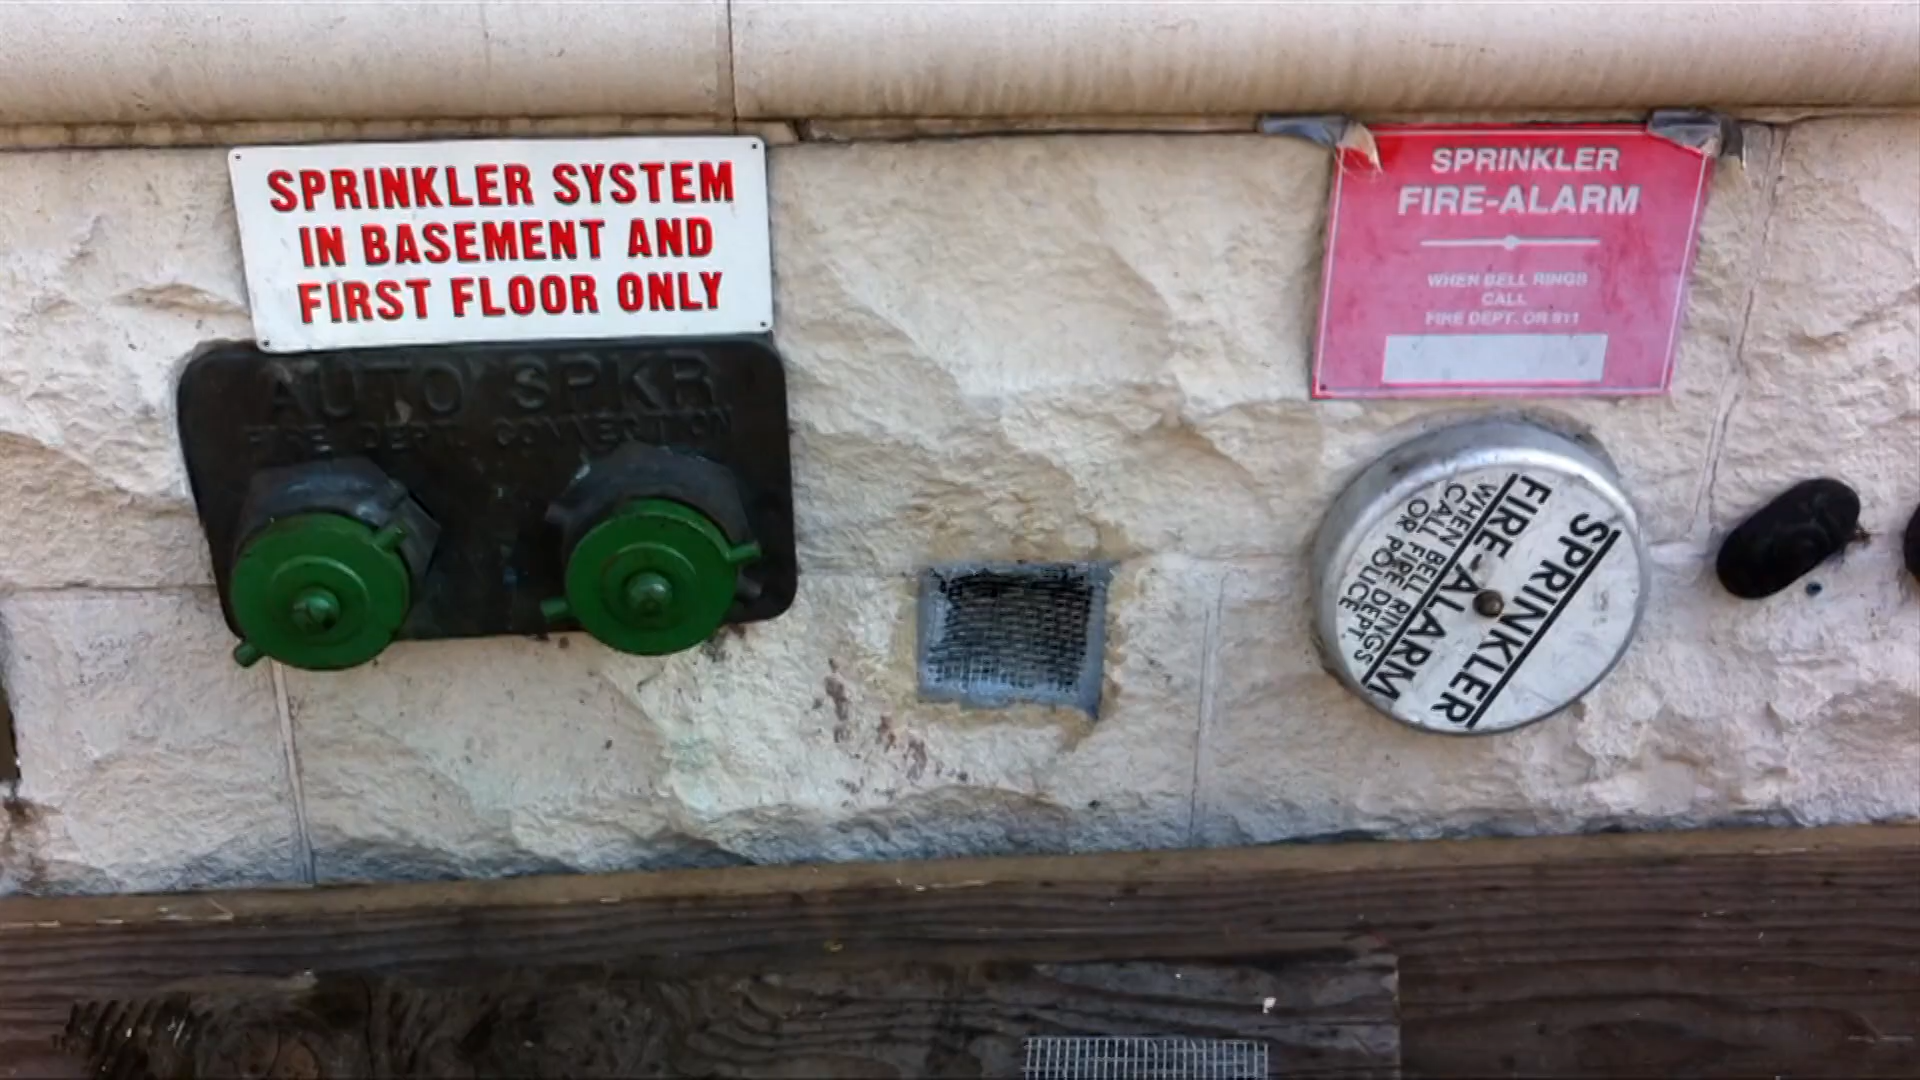 SPRINKLER SYSTEM
IN BASEMENT AND
FIRST FLOOR ONLY
AUTO SPKR
FIRE DEPT. CONNECTION
SPRINKLER
FIRE-ALARM
WHEN BELL RINGS
CALL
FIRE DEPT. OR 911
SPRINKLER
FIRE-ALARM
WHEN BELL RINGS
CALL FIRE DEPT.
OR POLICE